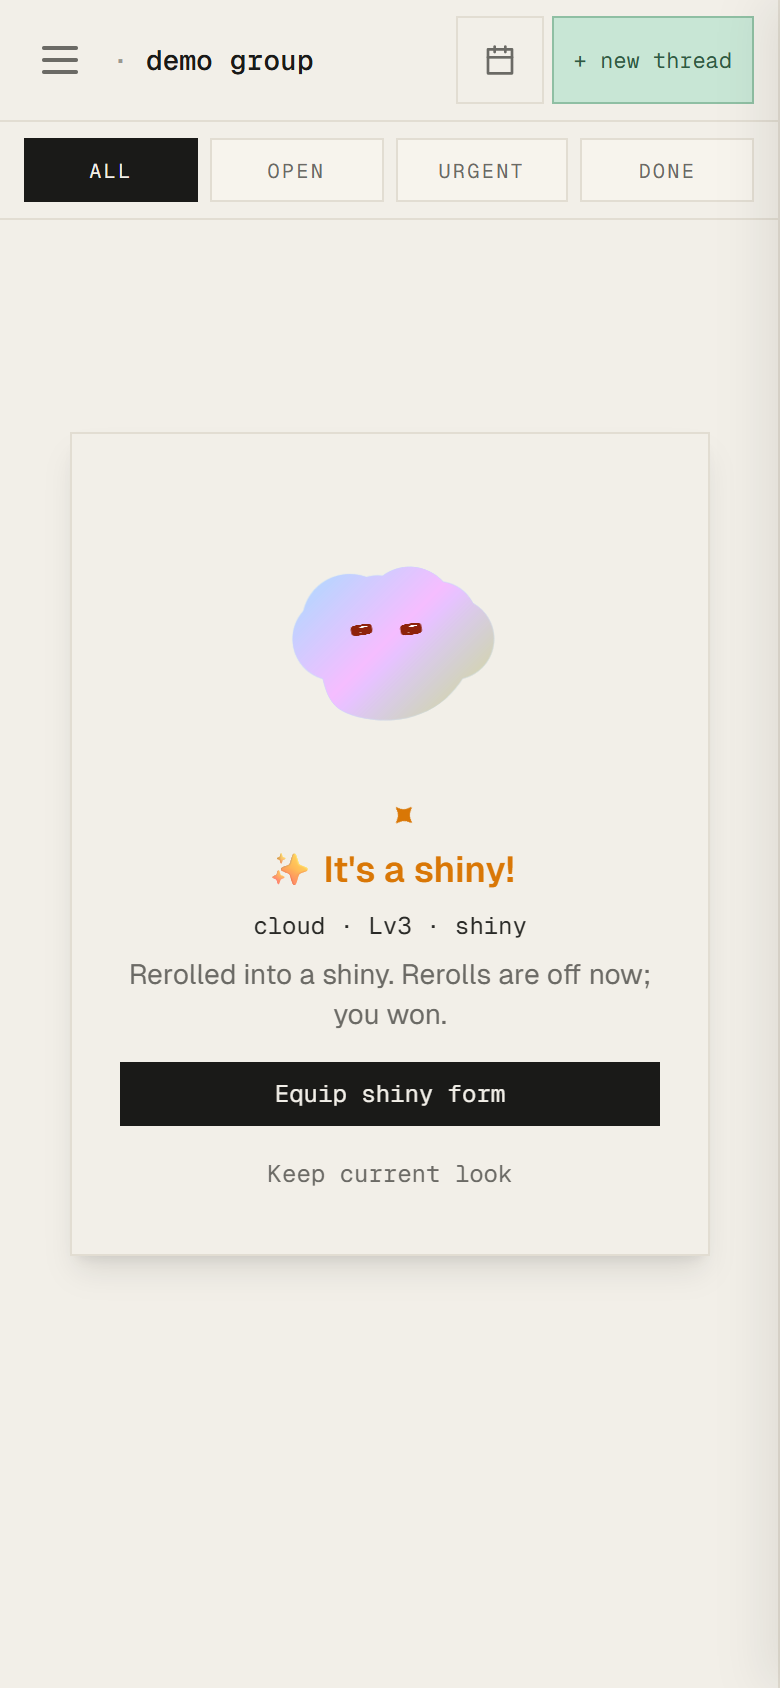 · demo group
+ new thread
ALL
OPEN
URGENT
DONE
✨ It's a shiny!
cloud · Lv3 · shiny
Rerolled into a shiny. Rerolls are off now;
you won.
Equip shiny form
Keep current look